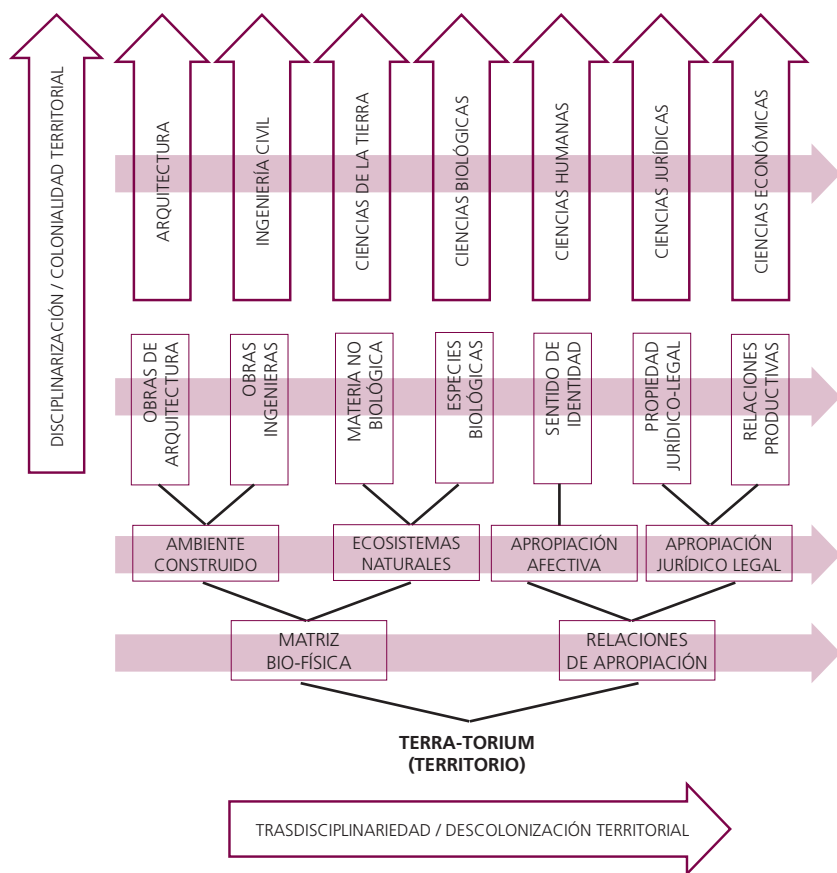 DISCIPLINARIZACIÓN / COLONIALIDAD TERRITORIAL
ARQUITECTURA
INGENIERÍA CIVIL
CIENCIAS DE LA TIERRA
CIENCIAS BIOLÓGICAS
CIENCIAS HUMANAS
CIENCIAS JURÍDICAS
CIENCIAS ECONÓMICAS
OBRAS DE
ARQUITECTURA
OBRAS
INGENIERAS
MATERIA NO
BIOLÓGICA
ESPECIES
BIOLÓGICAS
SENTIDO DE
IDENTIDAD
PROPIEDAD
JURÍDICO-LEGAL
RELACIONES
PRODUCTIVAS
AMBIENTE
CONSTRUIDO
ECOSISTEMAS
NATURALES
APROPIACIÓN
AFECTIVA
APROPIACIÓN
JURÍDICO LEGAL
MATRIZ
BIO-FÍSICA
RELACIONES
DE APROPIACIÓN
TERRA-TORIUM
(TERRITORIO)
TRASDISCIPLINARIEDAD / DESCOLONIZACIÓN TERRITORIAL